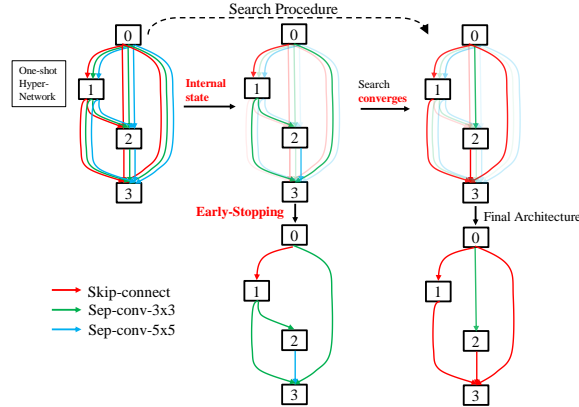 Search Procedure
0
0
0
One-shot
Hyper-
Network
1
1
1
Internal
state
Search
converges
2
2
2
3
3
3
Early-Stopping
Final Architecture
0
0
1
1
Skip-connect
Sep-conv-3x3
Sep-conv-5x5
2
2
3
3